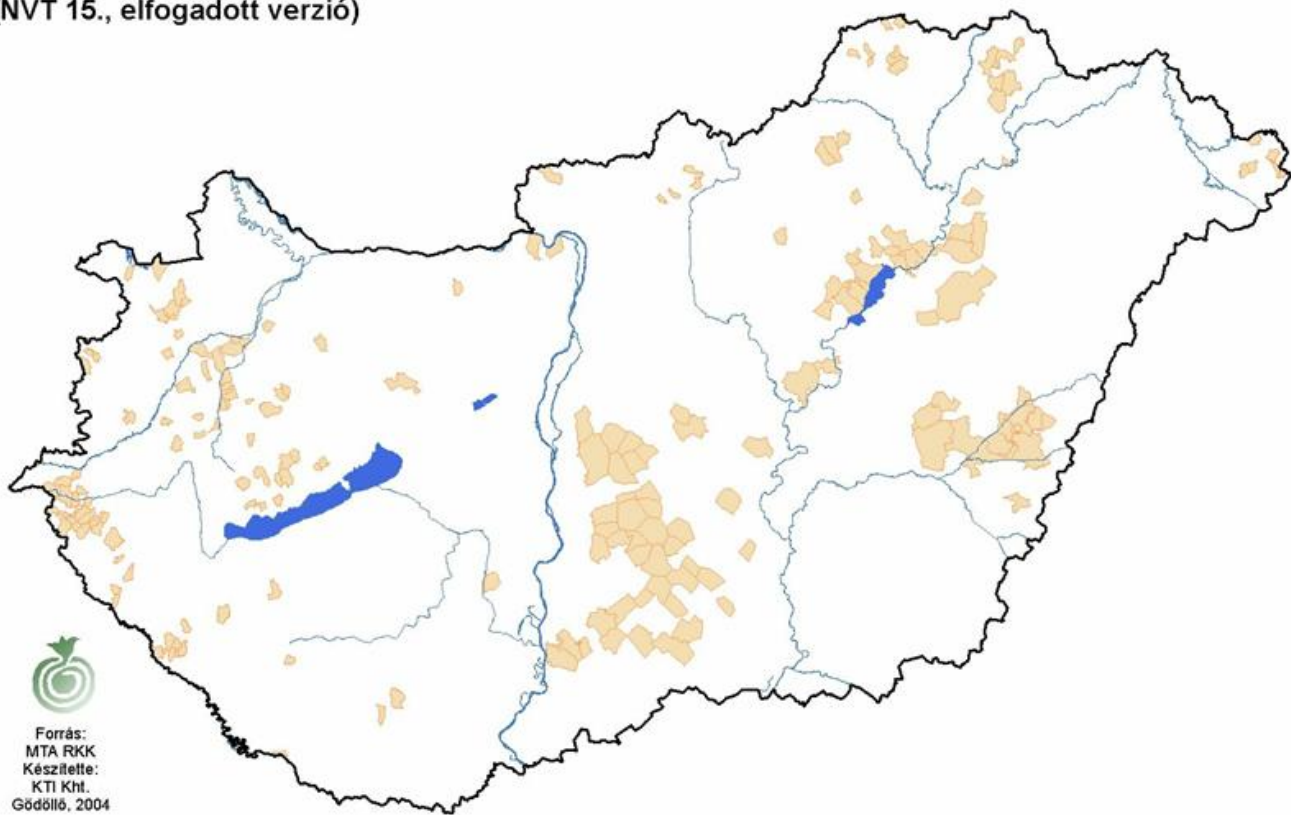 NVT 15., elfogadott verzió)
Forrás:
MTA RKK
Készítette:
KTI Kht.
Gödöllő, 2004